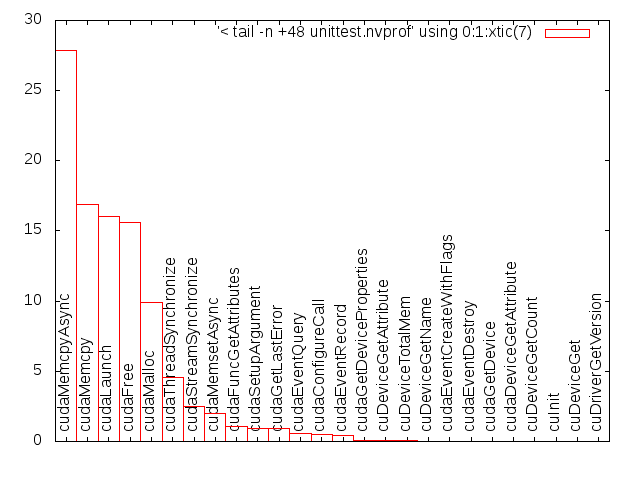 '< tail -n +48 unittest.nvprof' using 0:1:xtic(7)
30
25
20
15
10
5
0
cudaMemcpyAsync
cudaMemcpy
cudaLaunch
cudaFree
cudaMalloc
cudaThreadSynchronize
cudaStreamSynchronize
cudaMemsetAsync
cudaFuncGetAttributes
cudaSetupArgument
cudaGetLastError
cudaEventQuery
cudaConfigureCall
cudaEventRecord
cudaGetDeviceProperties
cuDeviceGetAttribute
cuDeviceTotalMem
cuDeviceGetName
cudaEventCreateWithFlags
cudaEventDestroy
cudaGetDevice
cudaDeviceGetAttribute
cuDeviceGetCount
cuInit
cuDeviceGet
cuDriverGetVersion